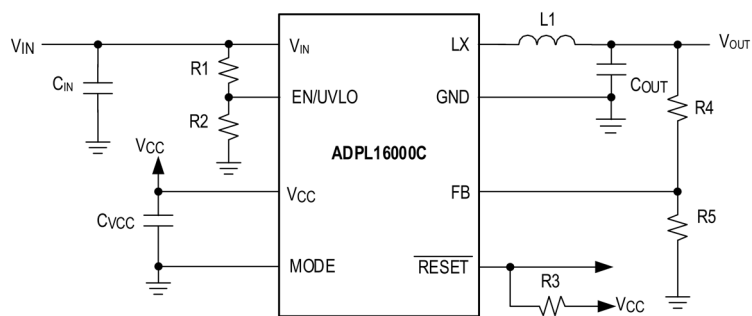 L1
VIN
VIN
LX
VOUT
R1
CIN
COUT
EN/UVLO
GND
R4
R2
VCC
ADPL16000C
VCC
FB
CVCC
R5
MODE
RESET
R3
VCC